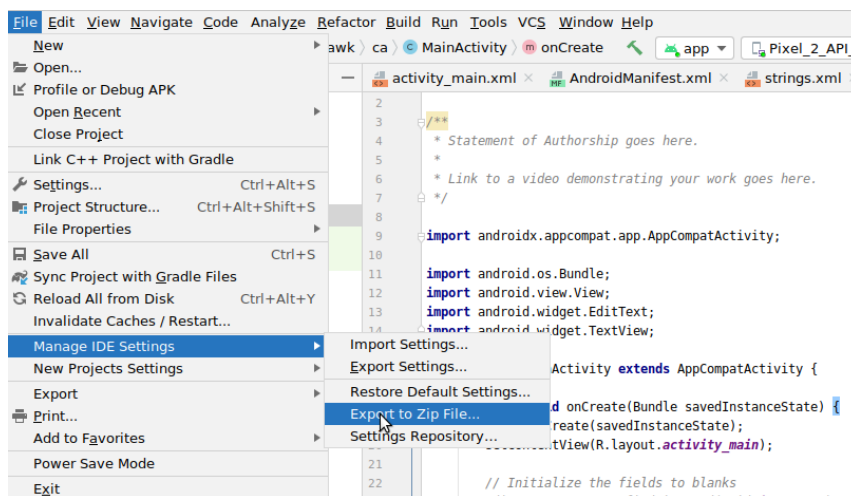 File Edit View Navigate Code Analyze Refactor Build Run Tools VCS Window Help
New
Open...
Profile or Debug APK
Open Recent
Close Project
Link C++ Project with Gradle
Settings... Ctrl+Alt+S
Project Structure... Ctrl+Alt+Shift+S
File Properties
Save All Ctrl+S
Sync Project with Gradle Files
Reload All from Disk Ctrl+Alt+Y
Invalidate Caches / Restart...
Manage IDE Settings
New Projects Settings
Export
Print...
Add to Favorites
Power Save Mode
Exit
Import Settings...
Export Settings...
Restore Default Settings...
Export to Zip File...
Settings Repository...
awk ca C MainActivity m onCreate app Pixel_2_API_
activity_main.xml AndroidManifest.xml strings.xml
2
3 /**
4 * Statement of Authorship goes here.
5 *
6 * Link to a video demonstrating your work goes here.
7 */
8
9 import androidx.appcompat.app.AppCompatActivity;
10
11 import android.os.Bundle;
12 import android.view.View;
13 import android.widget.EditText;
14 import android.widget.TextView;
Activity extends AppCompatActivity {
d onCreate(Bundle savedInstanceState) {
reate(savedInstanceState);
View(R.layout.activity_main);
21
22 // Initialize the fields to blanks